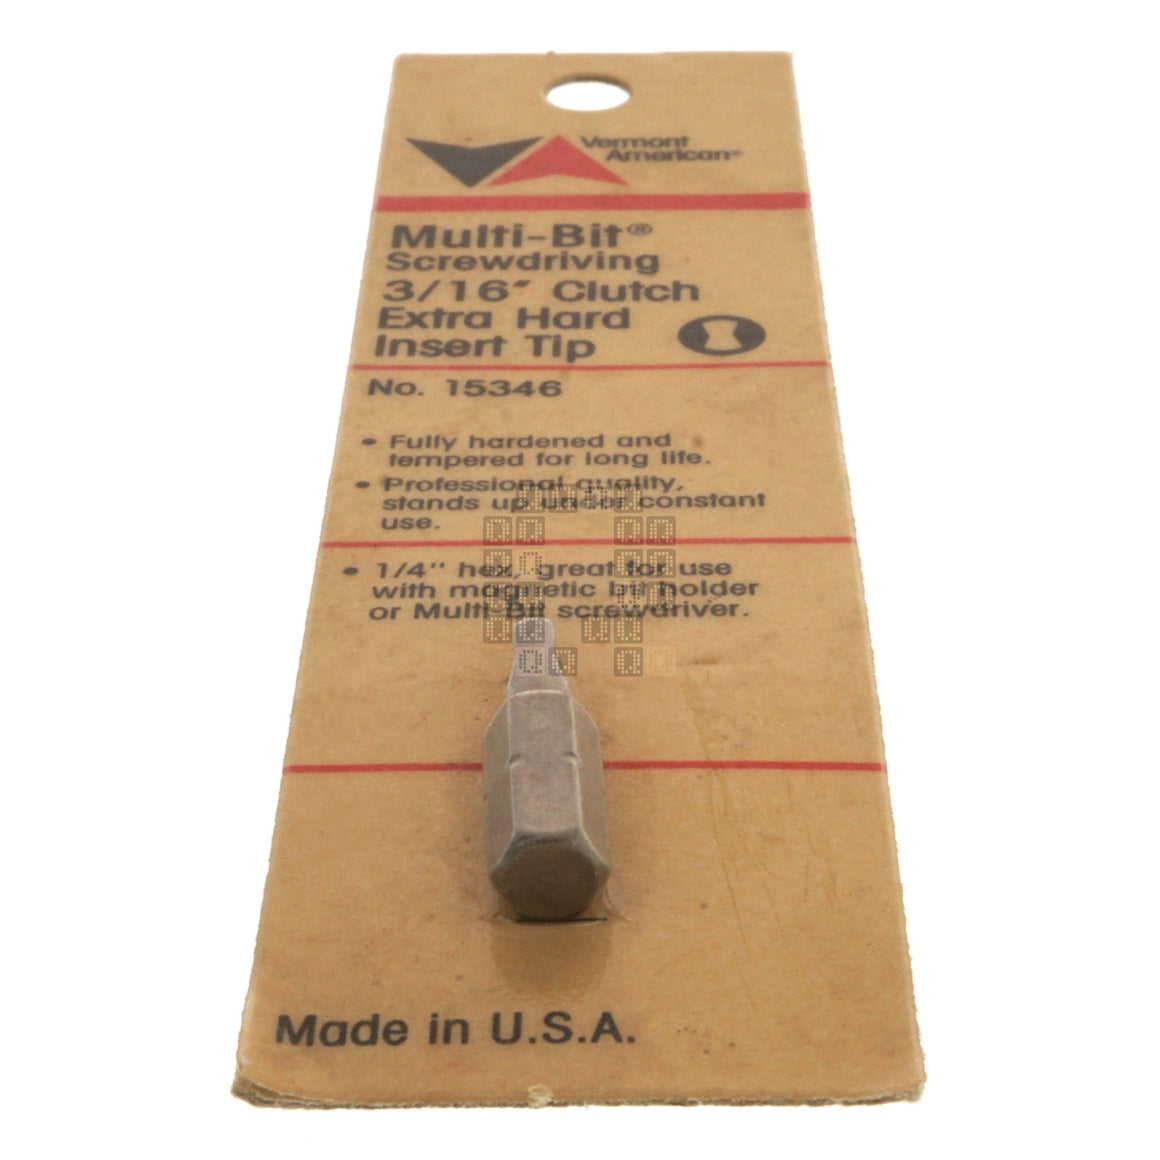 Vermont
American®
Multi-Bit®
Screwdriving
3/16" Clutch
Extra Hard
Insert Tip
No. 15346
• Fully hardened and
tempered for long life.
• Professional quality,
stands up under constant
use.
• 1/4" hex, great for use
with magnetic bit holder
or Multi-Bit screwdriver.
Made in U.S.A.